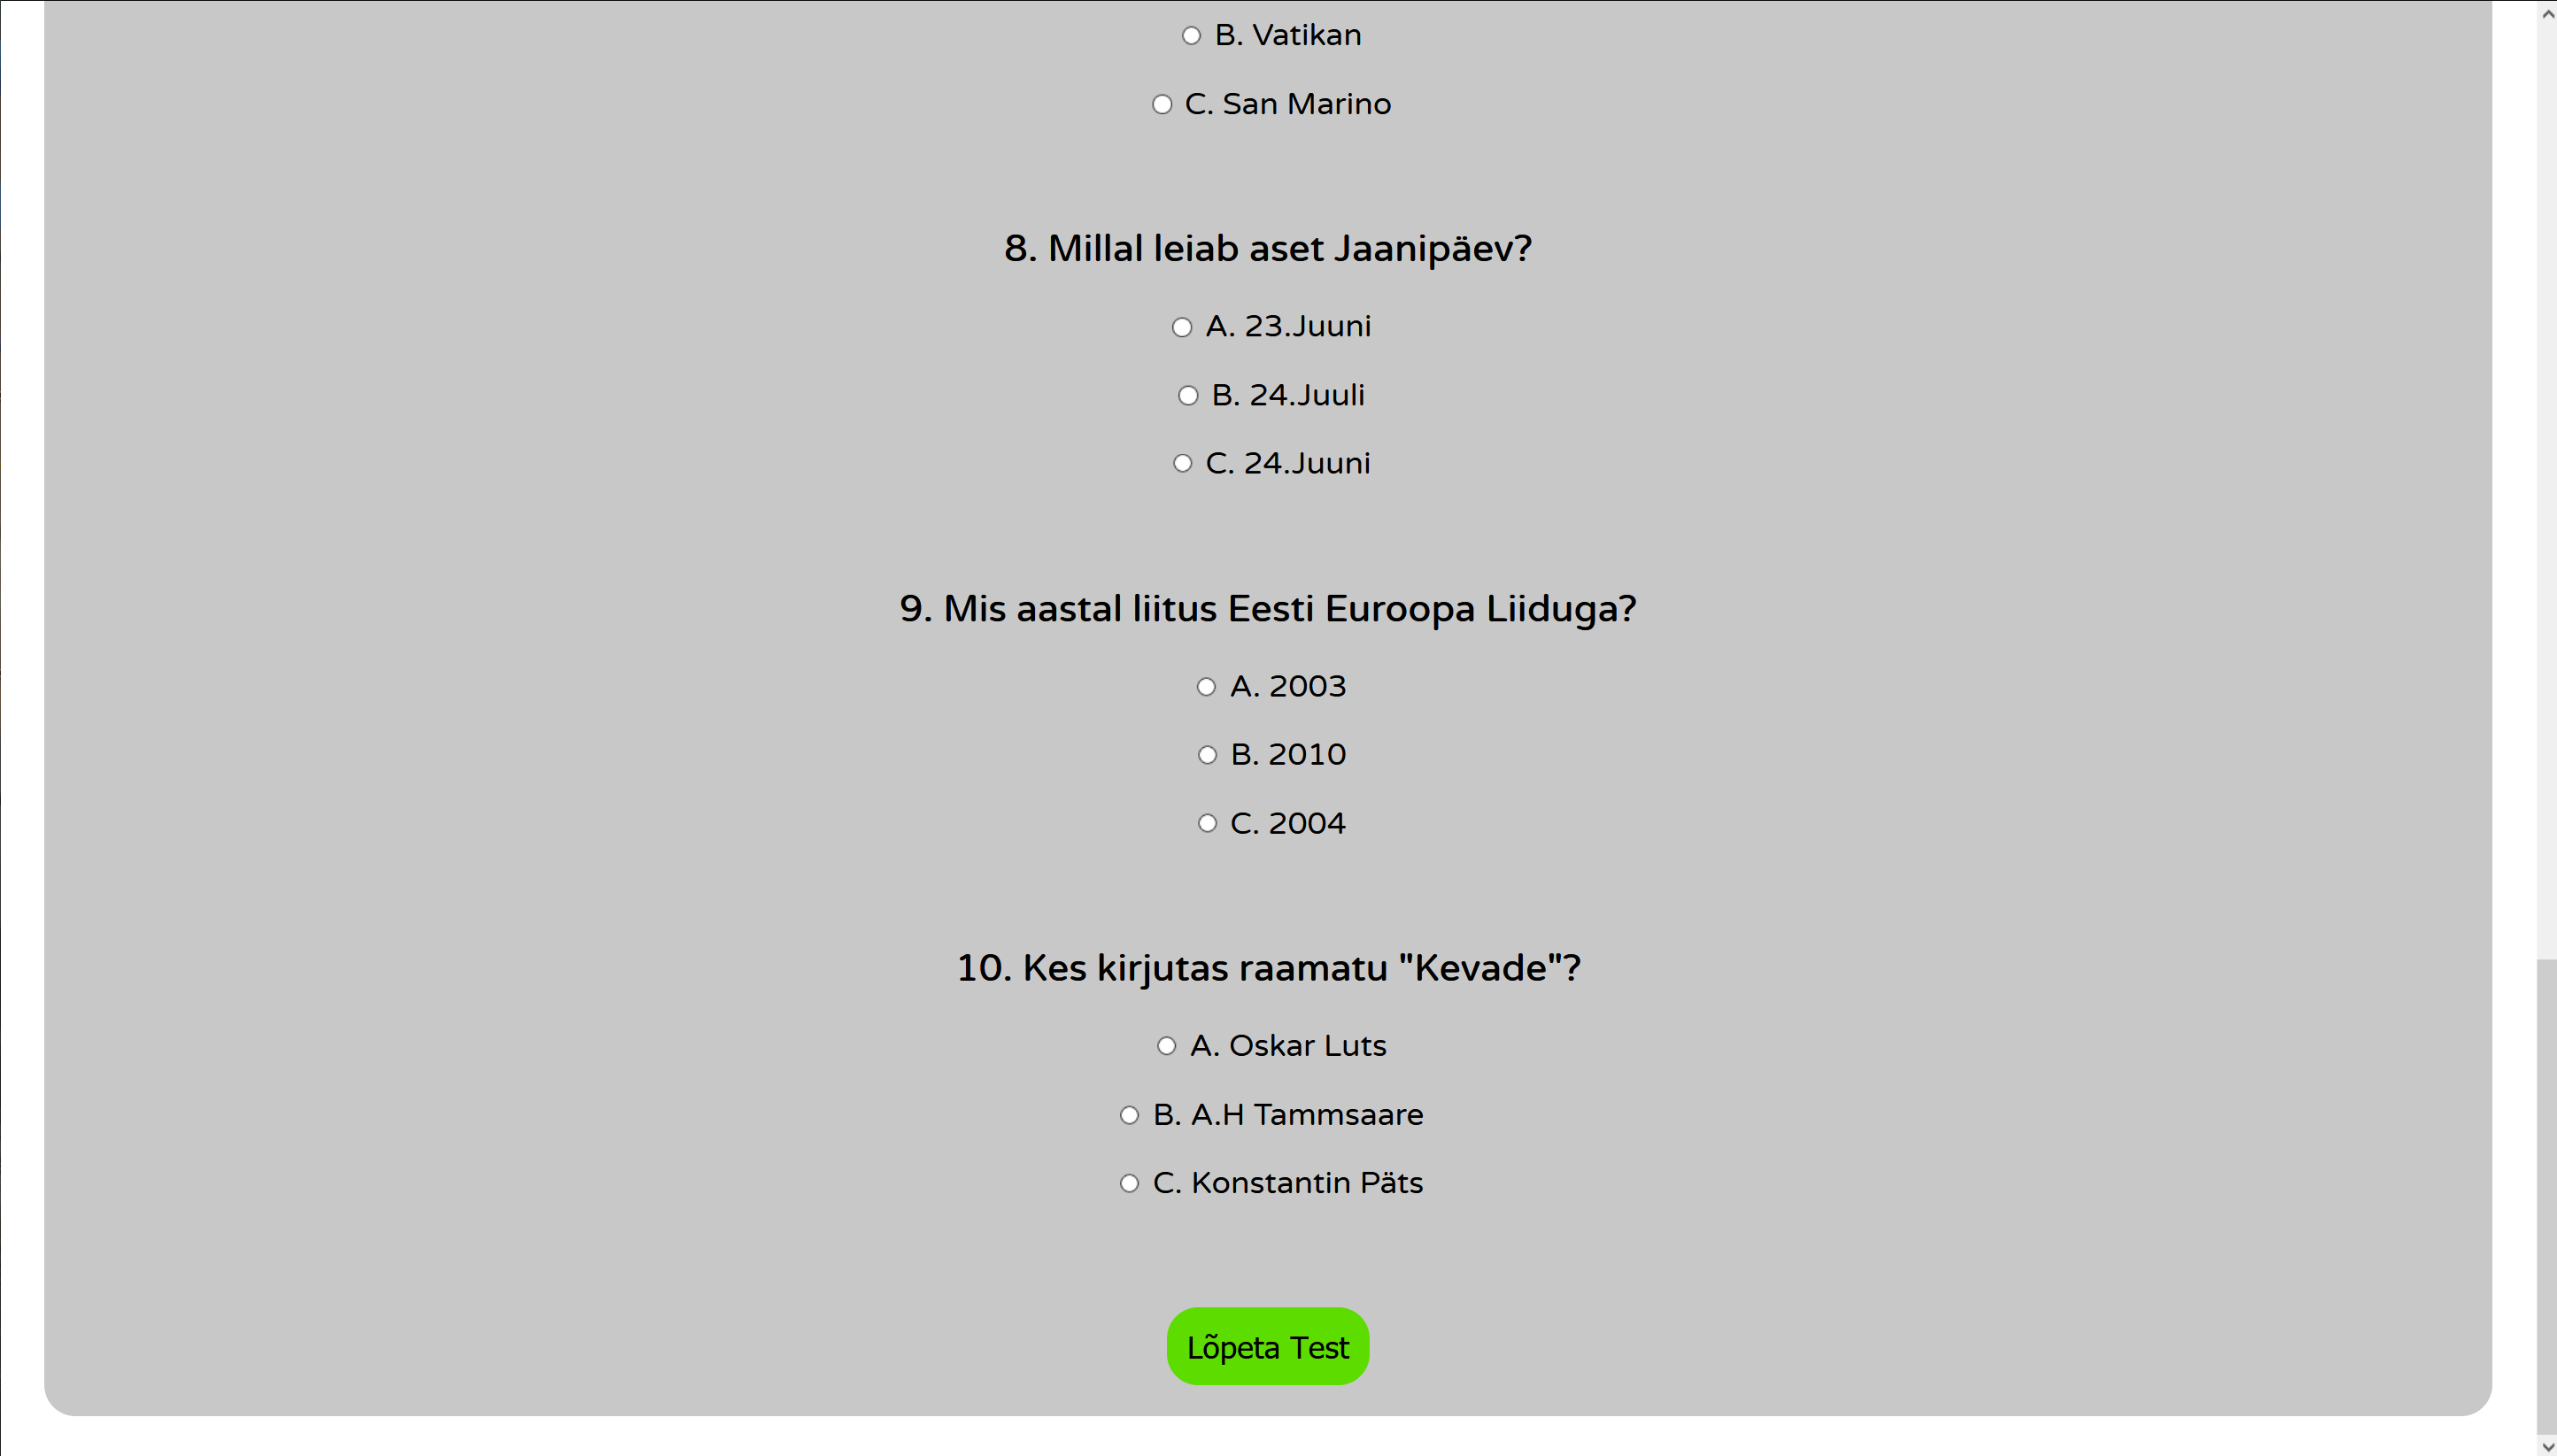 B. Vatikan
C. San Marino
8. Millal leiab aset Jaanipäev?
A. 23.Juuni
B. 24.Juuli
C. 24.Juuni
9. Mis aastal liitus Eesti Euroopa Liiduga?
A. 2003
B. 2010
C. 2004
10. Kes kirjutas raamatu "Kevade"?
A. Oskar Luts
B. A.H Tammsaare
C. Konstantin Päts
Lõpeta Test